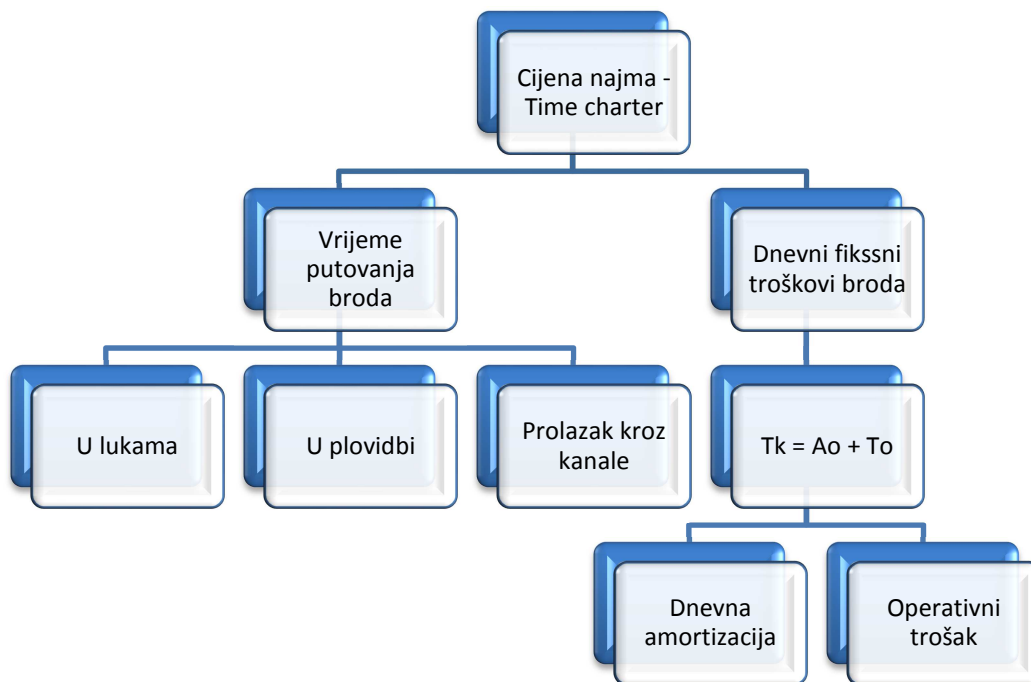 Cijena najma -
Time charter
Vrijeme
putovanja
broda
Dnevni fikssni
troškovi broda
U lukama
U plovidbi
Prolazak kroz
kanale
Tk = Ao + To
Dnevna
amortizacija
Operativni
trošak